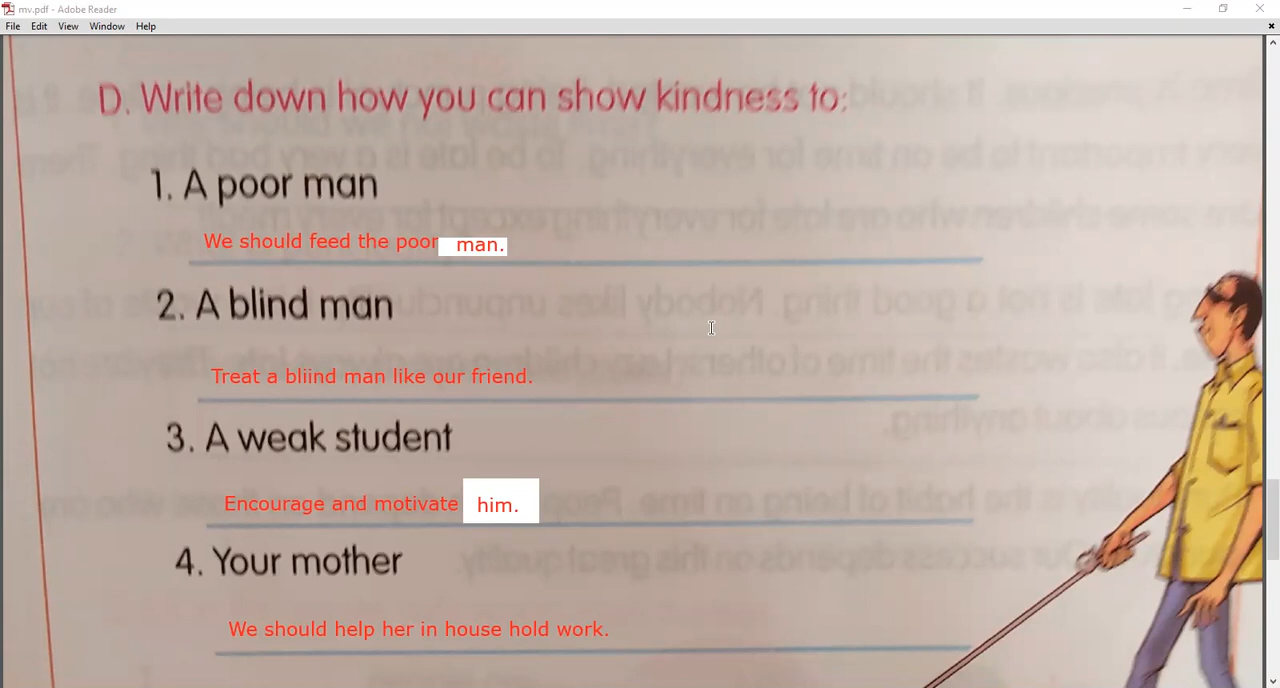 mv.pdf - Adobe Reader
File Edit View Window Help
D. Write down how you can show kindness to:
1. A poor man
We should feed the poor man.
2. A blind man
Treat a blind man like our friend.
3. A weak student
Encourage and motivate him.
4. Your mother
We should help her in house hold work.